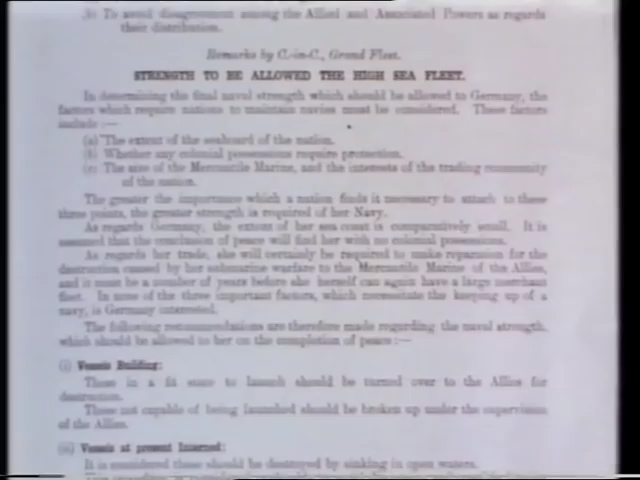 (b) To avoid disagreement among the Allied and Associated Powers as regards
their distribution.
Remarks by C.-in-C., Grand Fleet.
STRENGTH TO BE ALLOWED THE HIGH SEA FLEET.
In determining the final naval strength which should be allowed to Germany, the
factors which require nations to maintain navies must be considered. These factors
include :—
(a) The extent of the seaboard of the nation.
(b) Whether any colonial possessions require protection.
(c) The size of the Mercantile Marine, and the interests of the trading community
of the nation.
The greater the importance which a nation finds it necessary to attach to these
three points, the greater strength is required of her Navy.
As regards Germany, the extent of her sea coast is comparatively small. It is
assumed that the conclusion of peace will find her with no colonial possessions.
As regards her trade, she will certainly be required to make reparation for the
destruction caused by her submarine warfare to the Mercantile Marine of the Allies,
and it must be a number of years before she herself can again have a large merchant
fleet. In none of the three important factors, which necessitate the keeping up of a
navy, is Germany interested.
The following recommendations are therefore made regarding the naval strength,
which should be allowed to her on the completion of peace :—
(i) Vessels Building:
Those in a fit state to launch should be turned over to the Allies for
destruction.
Those not capable of being launched should be broken up under the supervision
of the Allies.
(ii) Vessels at present Interned:
It is considered these should be destroyed by sinking in open waters.